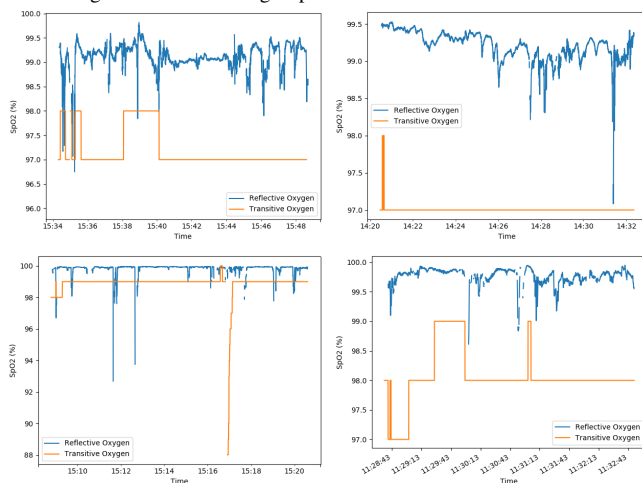 100.0
99.5
99.0
98.5
98.0
97.5
97.0
96.5
96.0
SpO2 (%)
Reflective Oxygen
Transitive Oxygen
15:34 15:36 15:38 15:40 15:42 15:44 15:46 15:48
Time
99.5
99.0
98.5
98.0
97.5
97.0
SpO2 (%)
Reflective Oxygen
Transitive Oxygen
14:20 14:22 14:24 14:26 14:28 14:30 14:32
Time
100
98
96
94
92
90
88
SpO2 (%)
Reflective Oxygen
Transitive Oxygen
15:10 15:12 15:14 15:16 15:18 15:20
Time
100.0
99.5
99.0
98.5
98.0
97.5
97.0
SpO2 (%)
Reflective Oxygen
Transitive Oxygen
11:28:43 11:29:13 11:29:43 11:30:13 11:30:43 11:31:13 11:31:43 11:32:13 11:32:43
Time